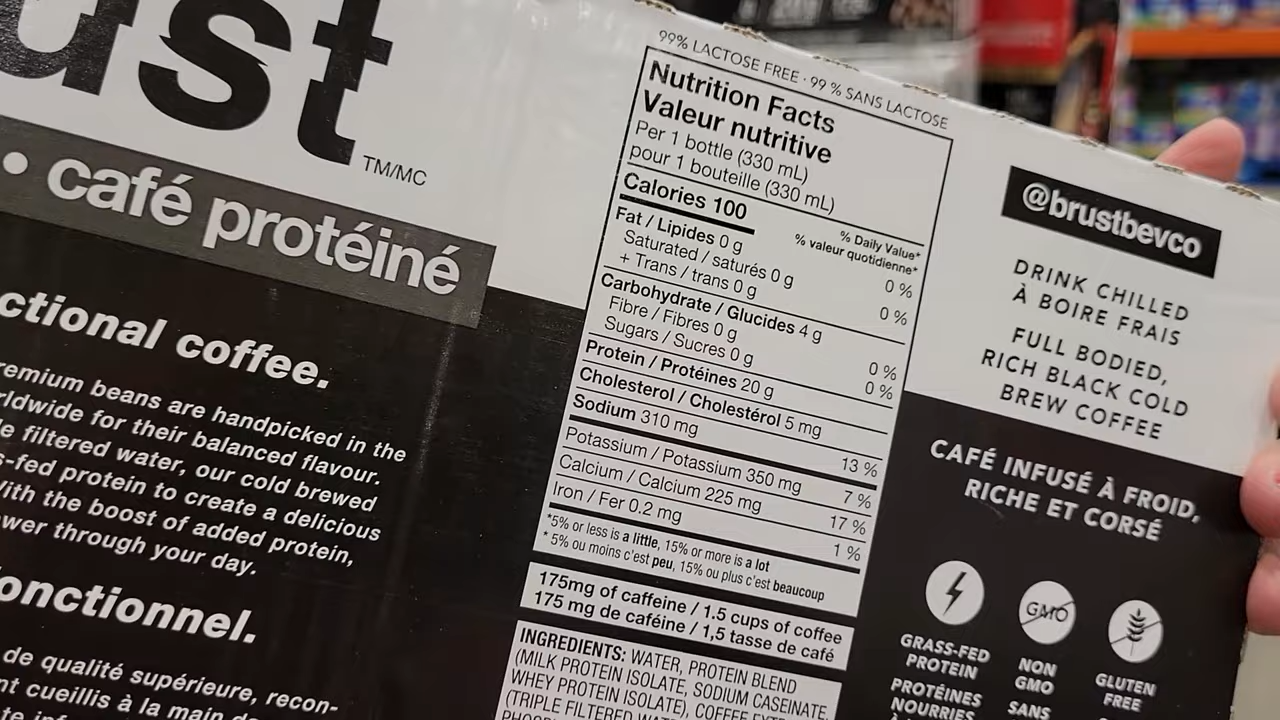 ust
TM/MC
• café protéiné
ctional coffee.
remium beans are handpicked in the
rldwide for their balanced flavour.
e filtered water, our cold brewed
s-fed protein to create a delicious
ith the boost of added protein,
wer through your day.
onctionnel.
de qualité supérieure, recon-
nt cueillis à la main
99% LACTOSE FREE · 99 % SANS LACTOSE
Nutrition Facts
Valeur nutritive
Per 1 bottle (330 mL)
pour 1 bouteille (330 mL)
Calories 100
% Daily Value*
% valeur quotidienne*
Fat / Lipides 0 g 0 %
Saturated / saturés 0 g
+ Trans / trans 0 g 0 %
Carbohydrate / Glucides 4 g
Fibre / Fibres 0 g 0 %
Sugars / Sucres 0 g 0 %
Protein / Protéines 20 g
Cholesterol / Cholestérol 5 mg
Sodium 310 mg 13 %
Potassium / Potassium 350 mg 7 %
Calcium / Calcium 225 mg 17 %
Iron / Fer 0.2 mg 1 %
*5% or less is a little, 15% or more is a lot
*5% ou moins c'est peu, 15% ou plus c'est beaucoup
175mg of caffeine / 1.5 cups of coffee
175 mg de caféine / 1,5 tasse de café
INGREDIENTS: WATER, PROTEIN BLEND
(MILK PROTEIN ISOLATE, SODIUM CASEINATE,
WHEY PROTEIN ISOLATE), COFFEE
(TRIPLE FILTERED
@brustbevco
DRINK CHILLED
À BOIRE FRAIS
FULL BODIED,
RICH BLACK COLD
BREW COFFEE
CAFÉ INFUSÉ À FROID,
RICHE ET CORSÉ
GMO
GRASS-FED
PROTEIN
PROTÉINES
NOURRIES
NON
GMO
SANS
GLUTEN
FREE